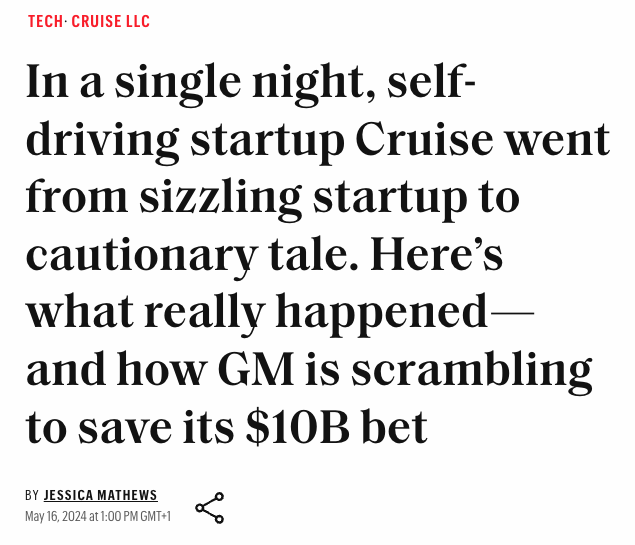 TECH· CRUISE LLC
In a single night, self-
driving startup Cruise went
from sizzling startup to
cautionary tale. Here’s
what really happened—
and how GM is scrambling
to save its $10B bet
BY JESSICA MATHEWS
May 16, 2024 at 1:00 PM GMT+1